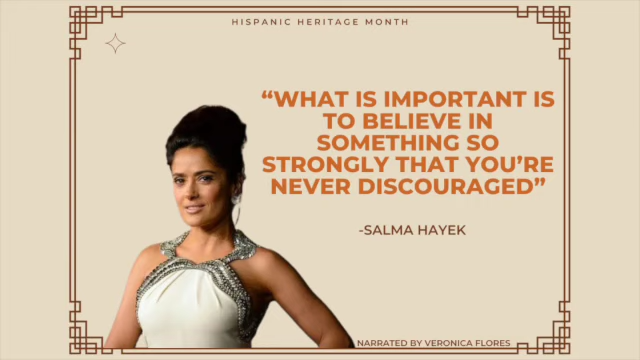 HISPANIC HERITAGE MONTH
“WHAT IS IMPORTANT IS
TO BELIEVE IN
SOMETHING SO
STRONGLY THAT YOU’RE
NEVER DISCOURAGED”
-SALMA HAYEK
NARRATED BY VERONICA FLORES